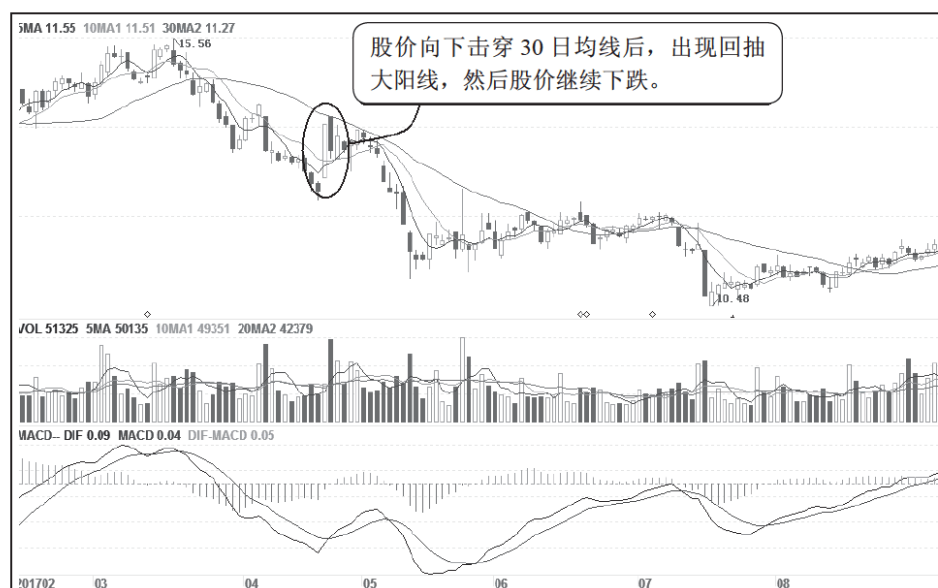 5MA 11.55 10MA1 11.51 30MA2 11.27
15.56
股价向下击穿 30 日均线后，出现回抽
大阳线，然后股价继续下跌。
10.48
VOL 51325 5MA 50135 10MA1 49351 20MA2 42379
MACD-- DIF 0.09 MACD 0.04 DIF-MACD 0.05
201702 03 04 05 06 07 08